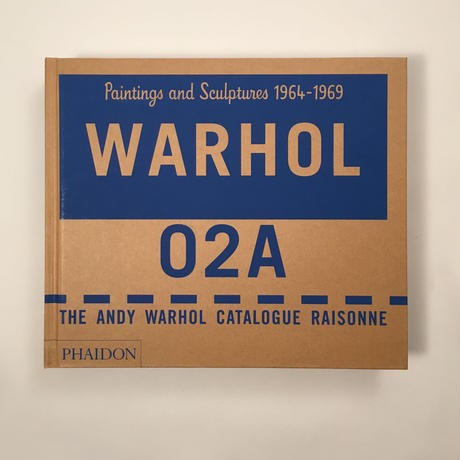 Paintings and Sculptures 1964-1969
WARHOL
02A
THE ANDY WARHOL CATALOGUE RAISONNE
PHAIDON